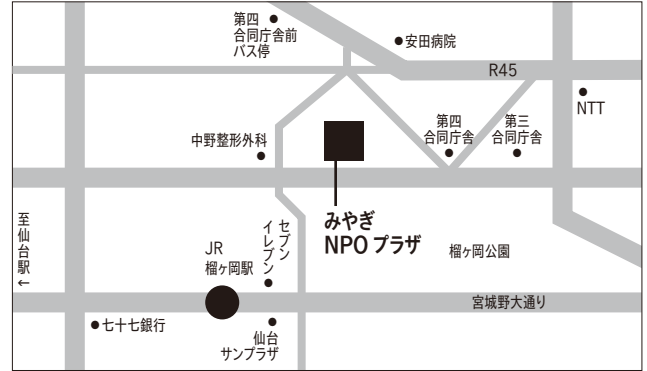 第四
合同庁舎前
バス停
安田病院
R45
NTT
中野整形外科
第四
合同庁舎
第三
合同庁舎
みやぎ
NPO プラザ
至仙台駅←
JR
榴ヶ岡駅
セブン
イレブン
榴ヶ岡公園
宮城野大通り
七十七銀行
仙台
サンプラザ